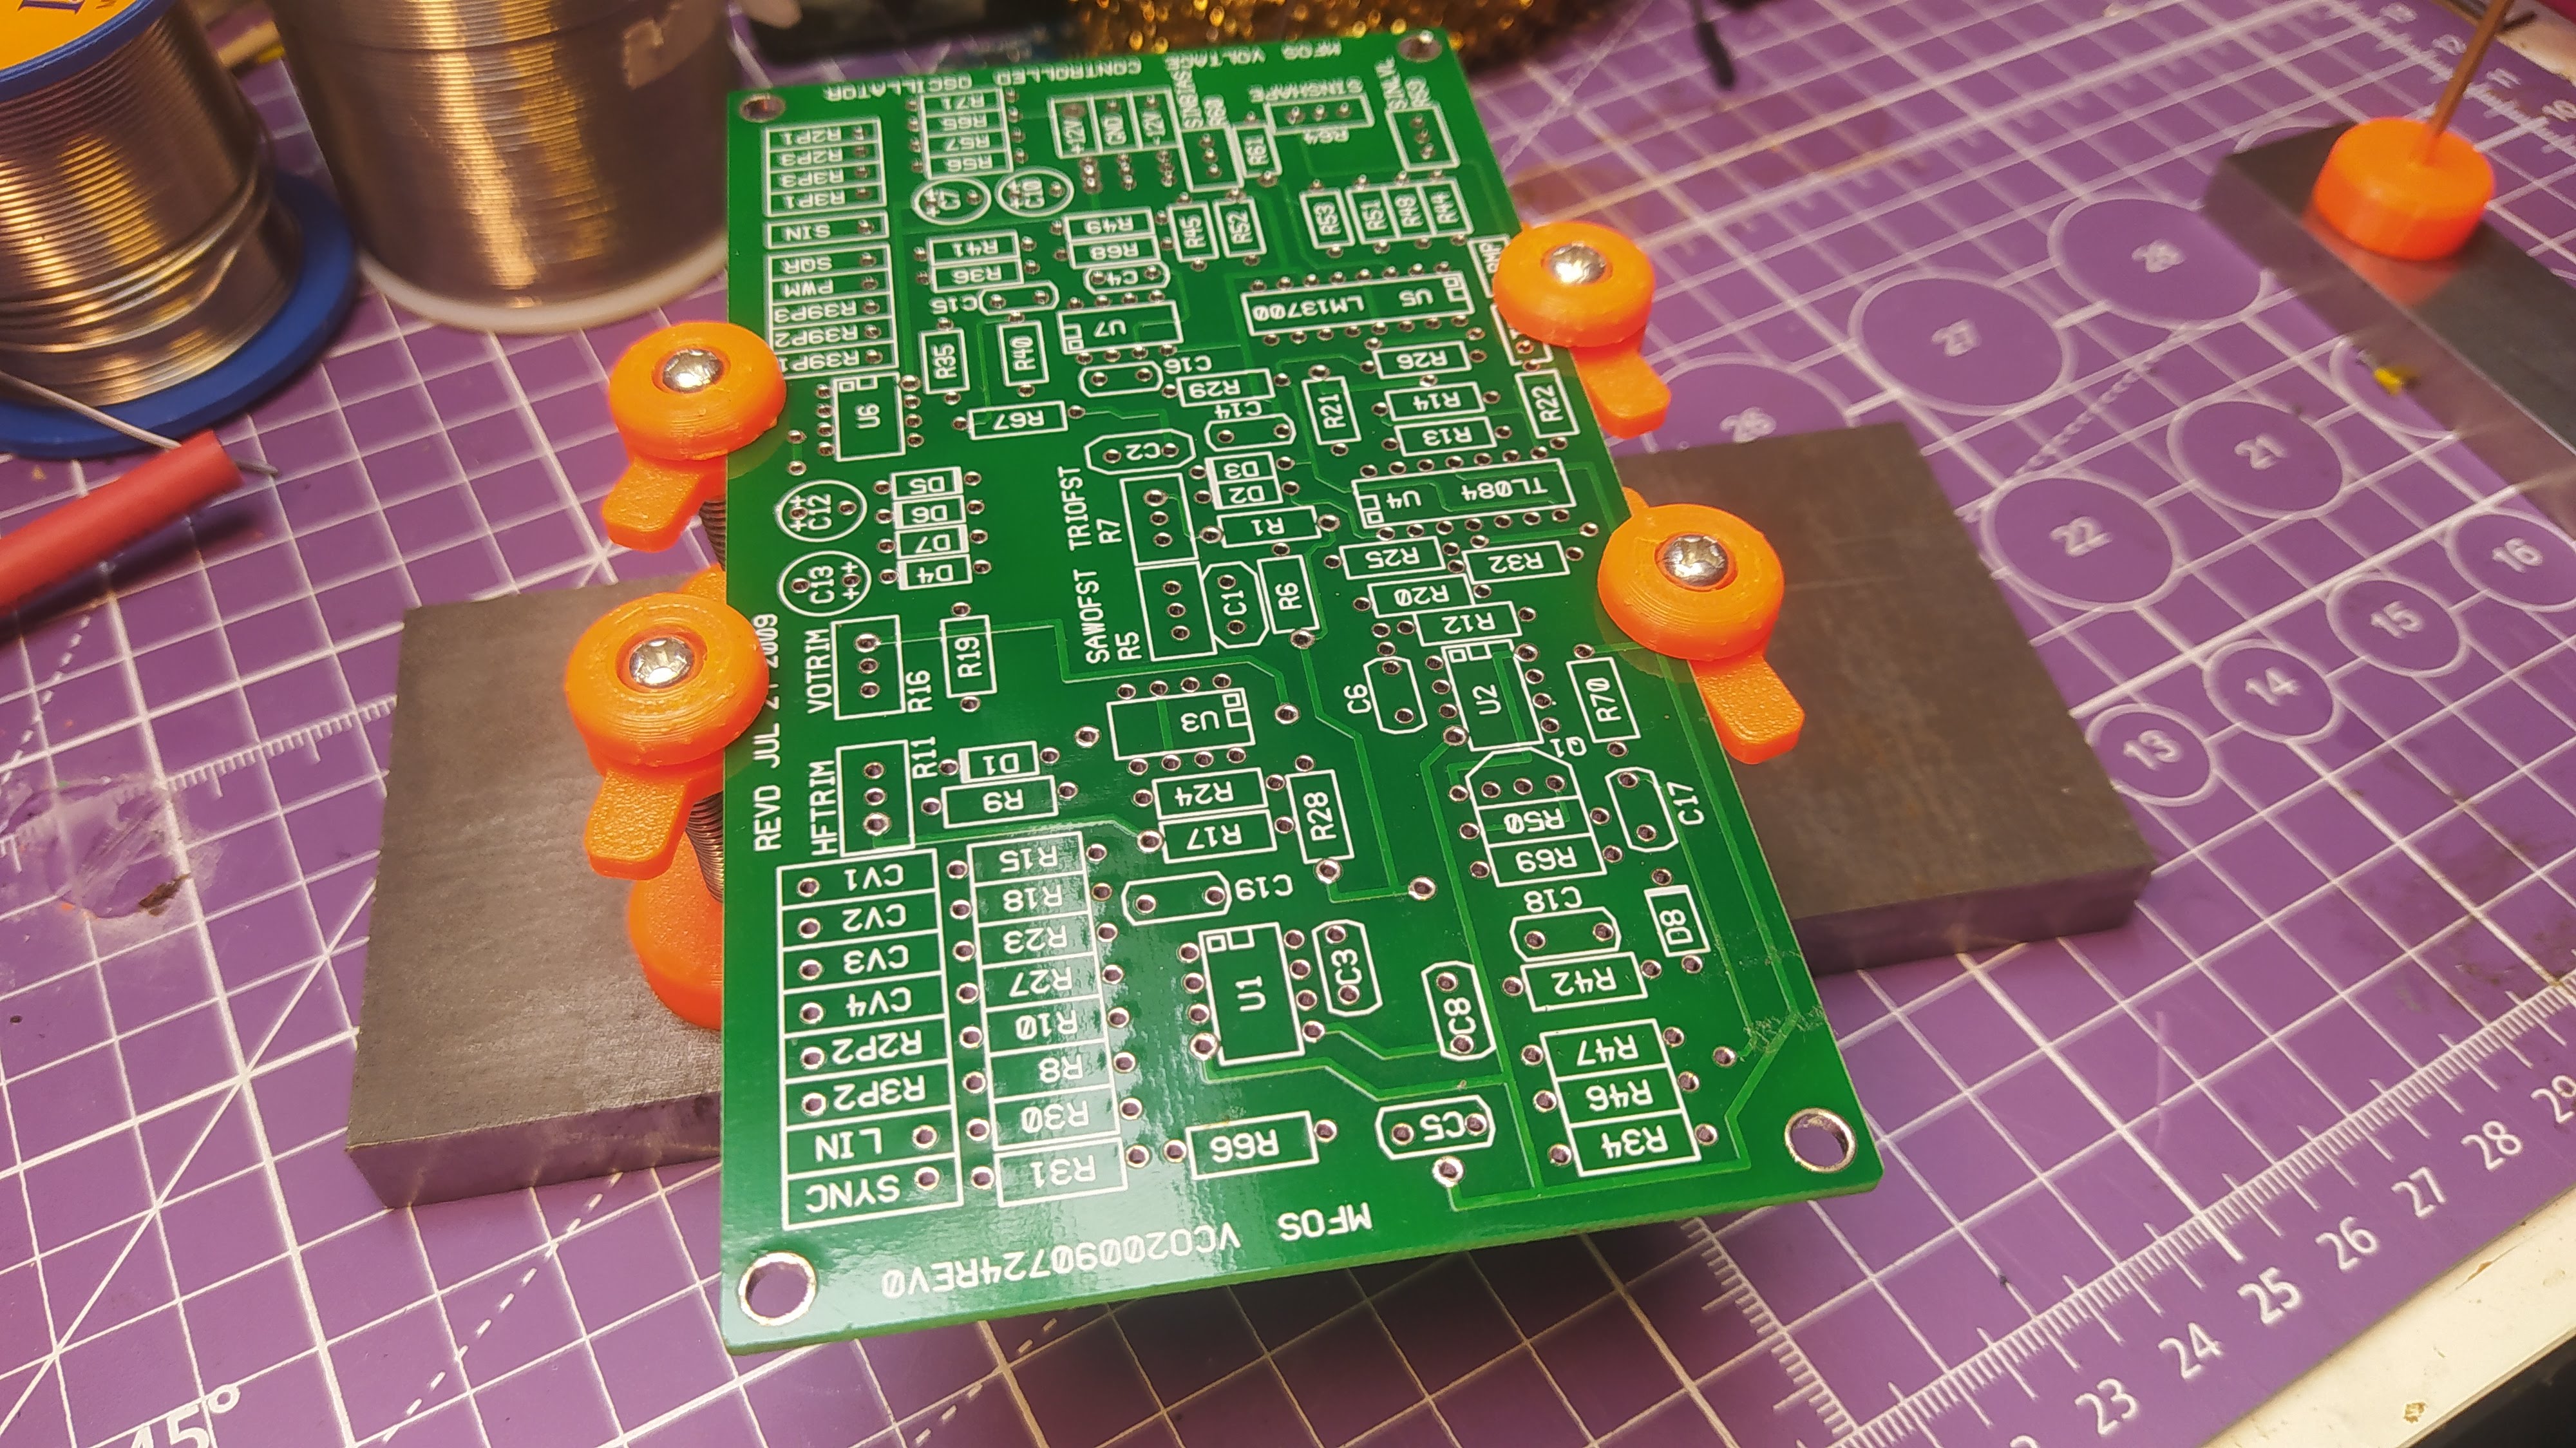 MFOS VOLTAGE CONTROLLED OSCILLATOR
R2P1
R2P3
R3P3
R3P1
SIN
SQR
PWM
R39P3
R39P2
R39P1
R71
R65
R57
R56
+12V
GND
-12V
R60
R61
SINSHAPE
R64
R49
R68
R41
R36
C4
C15
R45
R52
R53
R51
R48
R44
U5 LM13700
U7
R35
R40
C16
R29
R26
R14
R13
R22
R21
C14
U6
R67
C2
D3
D2
R1
U4 TL084
C12
C13
D5
D6
D7
D4
TRIOFST
R7
SAWOFST
R5
C1
R6
R25
R32
R20
R12
REVD JUL 21 2009
VOTRIM
R16
R19
U3
C6
U2
R70
Q1
HFTRIM
R11
D1
R9
R24
R17
R28
R50
R69
C17
CV1
CV2
CV3
CV4
R2P2
R3P2
LIN
SYNC
R15
R18
R23
R27
R10
R8
R30
R31
C19
U1
C3
C8
C18
D8
R42
R47
R46
R34
R66
C5
MFOS VCO20090724REV0
45°
27
21
22
16
15
14
13
29
28
27
26
25
24
23